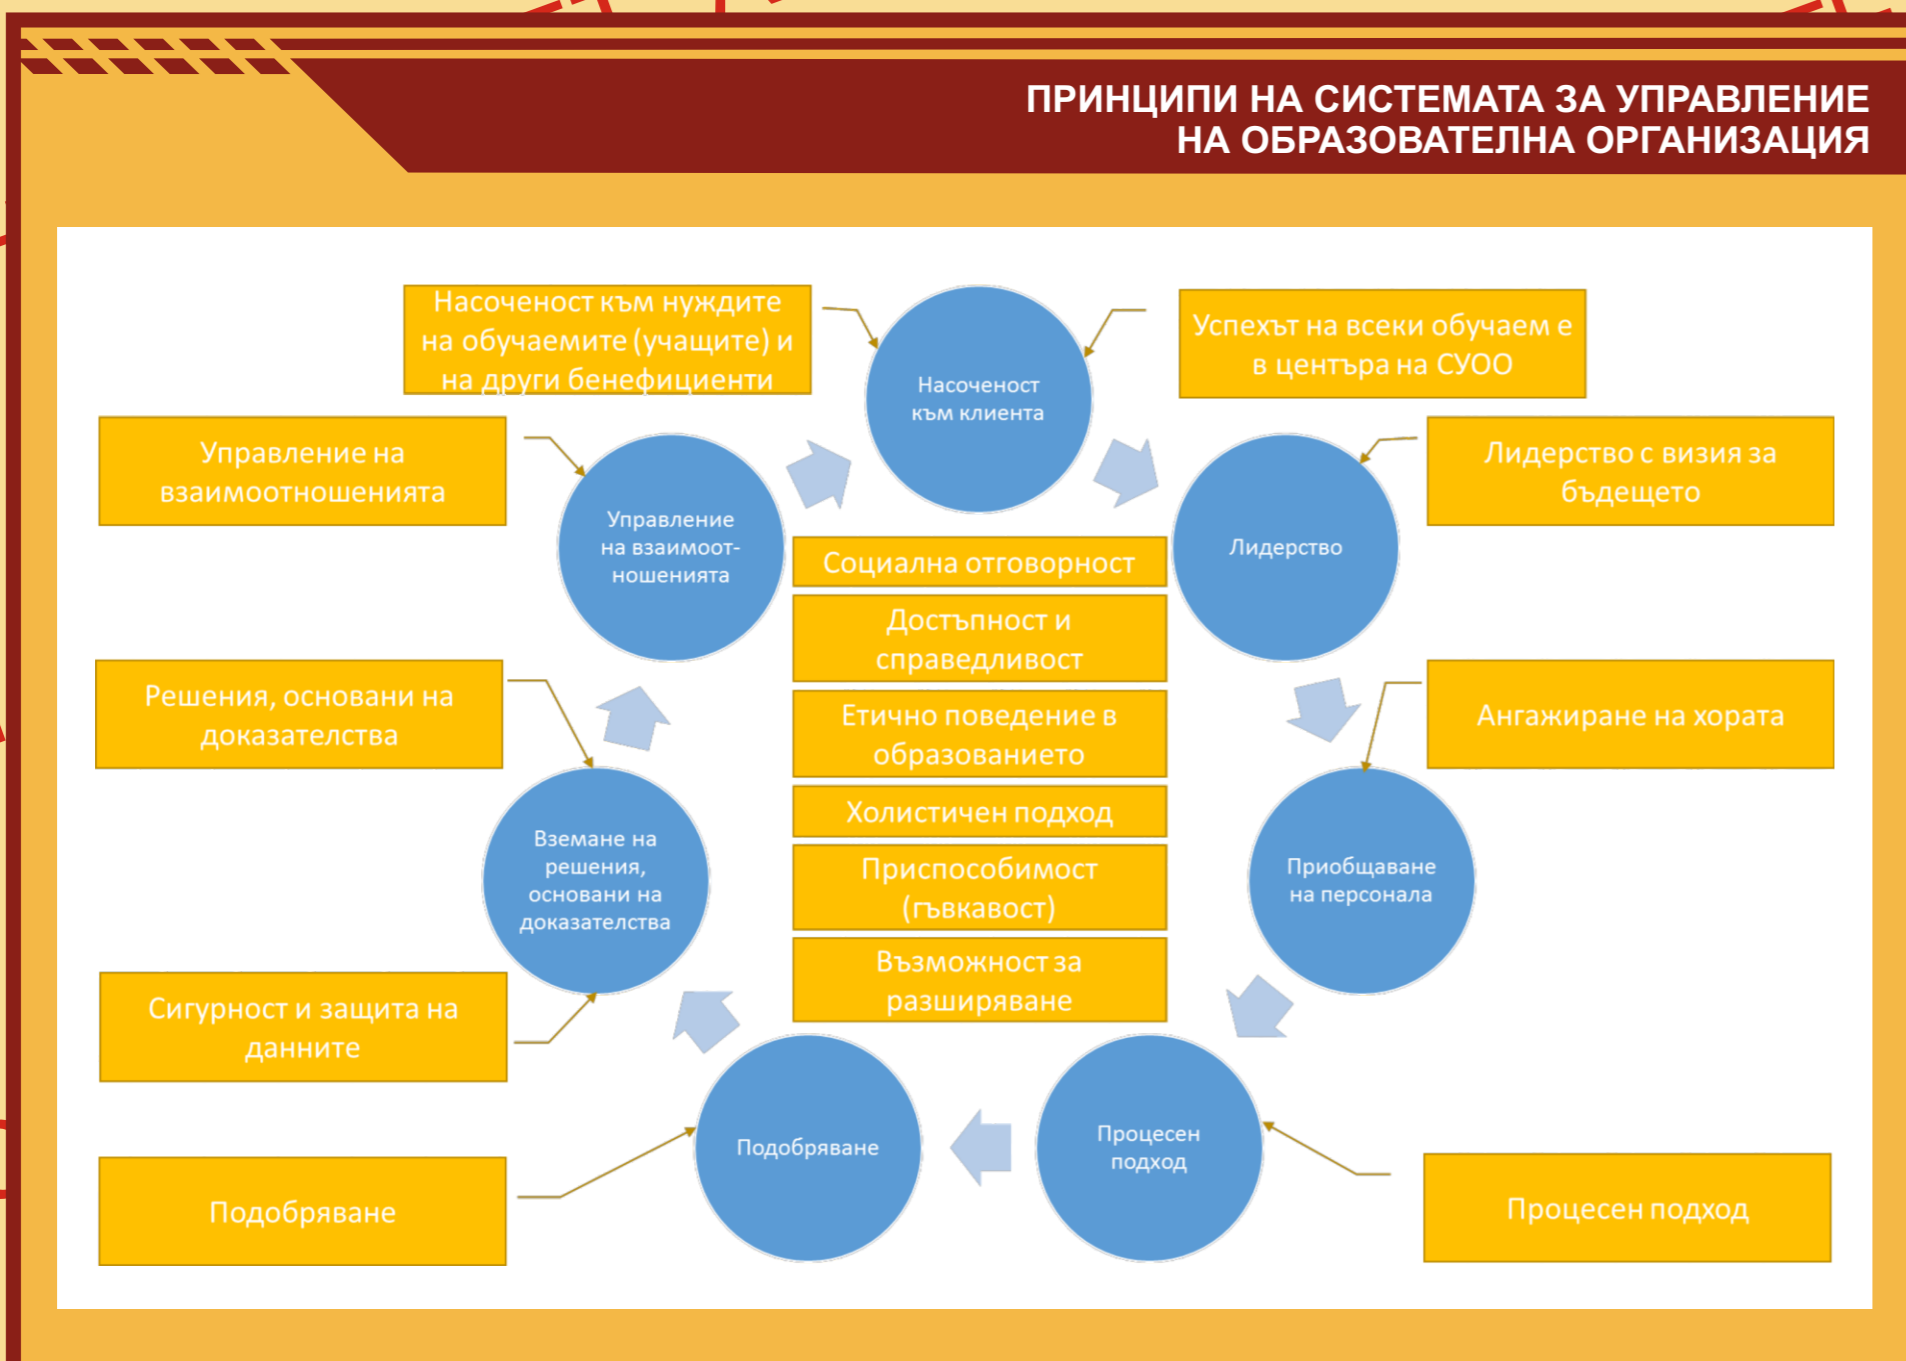 ПРИНЦИПИ НА СИСТЕМАТА ЗА УПРАВЛЕНИЕ
НА ОБРАЗОВАТЕЛНА ОРГАНИЗАЦИЯ
Насоченост към нуждите
на обучаемите (учащите) и
на други бенефициенти
Насоченост
към клиента
Успехът на всеки обучаем е
в центъра на СУОО
Управление на
взаимоотношенията
Управление
на взаимоот-
ношенията
Лидерство
Лидерство с визия за
бъдещето
Социална отговорност
Достъпност и
справедливост
Етично поведение в
образованието
Холистичен подход
Приспособимост
(гъвкавост)
Възможност за
разширяване
Решения, основани на
доказателства
Ангажиране на хората
Вземане на
решения,
основани на
доказателства
Приобщаване
на персонала
Сигурност и защита на
данните
Подобряване
Процесен
подход
Подобряване
Процесен подход